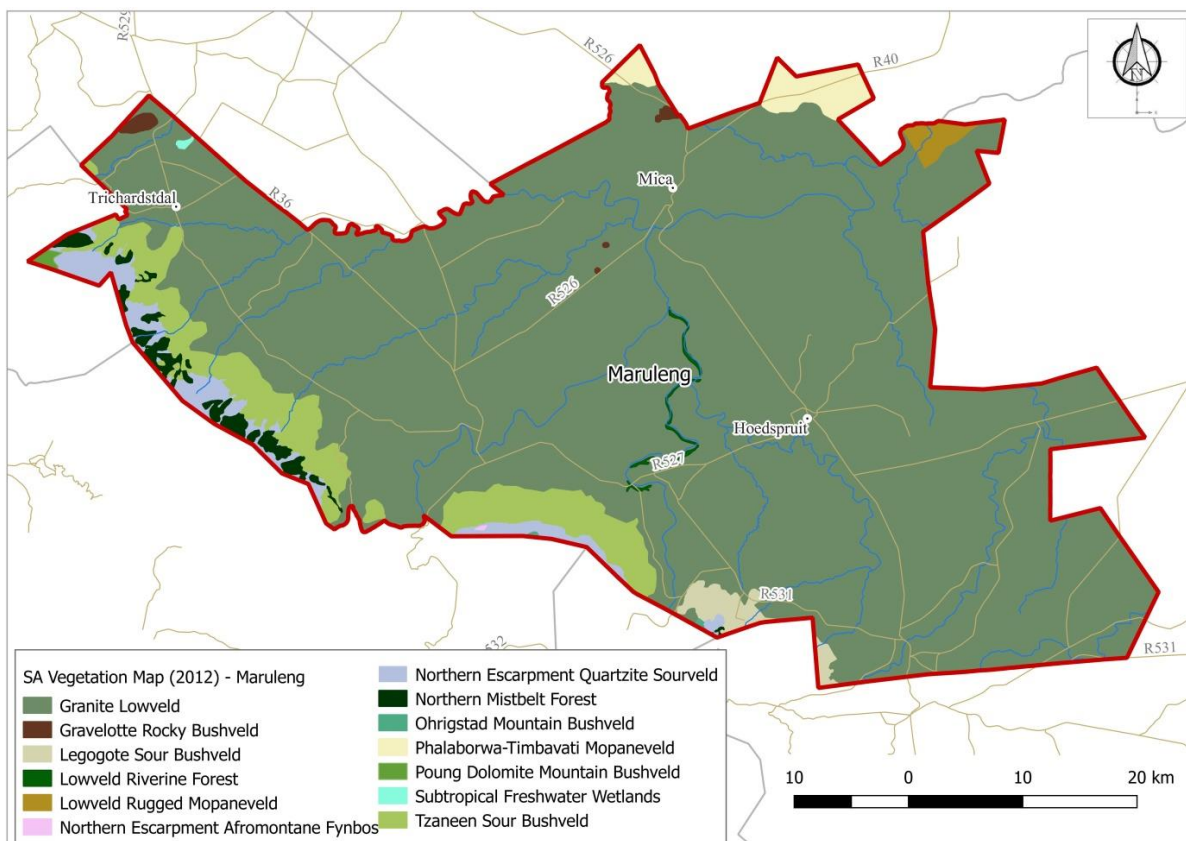 R529
R526
R40
N
Trichardstdal
R36
Mica
R526
Maruleng
Hoedspruit
R527
R531
R531
R532
SA Vegetation Map (2012) - Maruleng
Granite Lowveld
Gravelotte Rocky Bushveld
Legogote Sour Bushveld
Lowveld Riverine Forest
Lowveld Rugged Mopaneveld
Northern Escarpment Afromontane Fynbos
Northern Escarpment Quartzite Sourveld
Northern Mistbelt Forest
Ohrigstad Mountain Bushveld
Phalaborwa-Timbavati Mopaneveld
Poung Dolomite Mountain Bushveld
Subtropical Freshwater Wetlands
Tzaneen Sour Bushveld
10 0 10 20 km